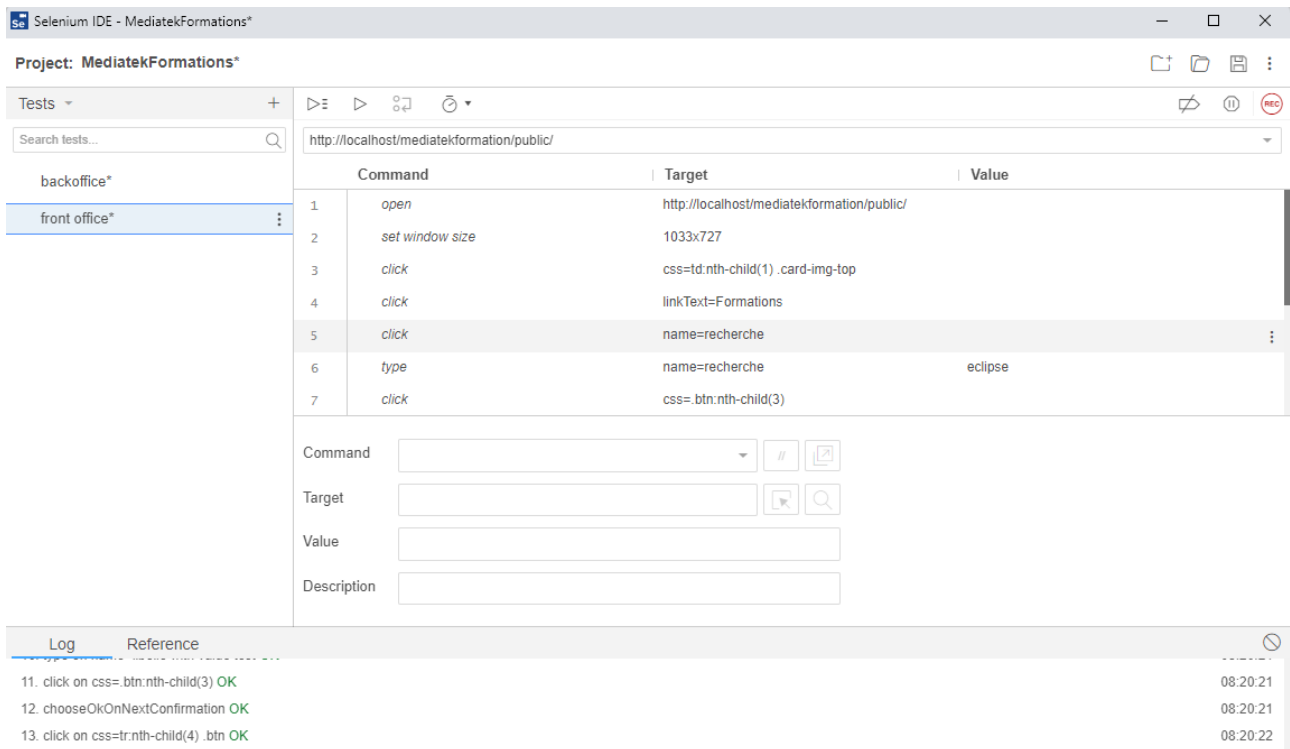 Se Selenium IDE - MediatekFormations*
Project: MediatekFormations*
Tests
Search tests...
http://localhost/mediatekformation/public/
REC
Command Target Value
backoffice*
front office*
1 open http://localhost/mediatekformation/public/
2 set window size 1033x727
3 click css=td:nth-child(1) .card-img-top
4 click linkText=Formations
5 click name=recherche
6 type name=recherche eclipse
7 click css=.btn:nth-child(3)
Command //
Target
Value
Description
Log Reference
11. click on css=.btn:nth-child(3) OK 08:20:21
12. chooseOkOnNextConfirmation OK 08:20:21
13. click on css=tr:nth-child(4) .btn OK 08:20:22